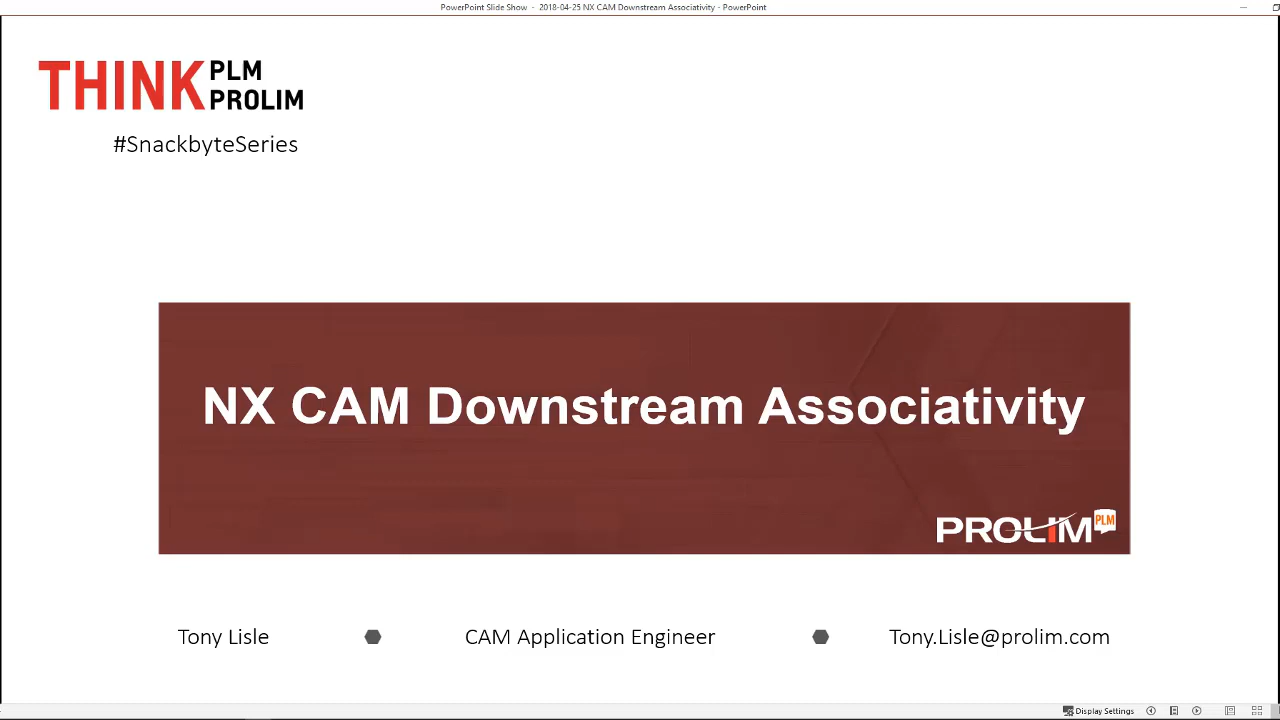 PowerPoint Slide Show - 2018-04-25 NX CAM Downstream Associativity - PowerPoint
THINK PLM
PROLIM
#SnackbyteSeries
NX CAM Downstream Associativity
PROLIM PLM
Tony Lisle
CAM Application Engineer
Tony.Lisle@prolim.com
Display Settings